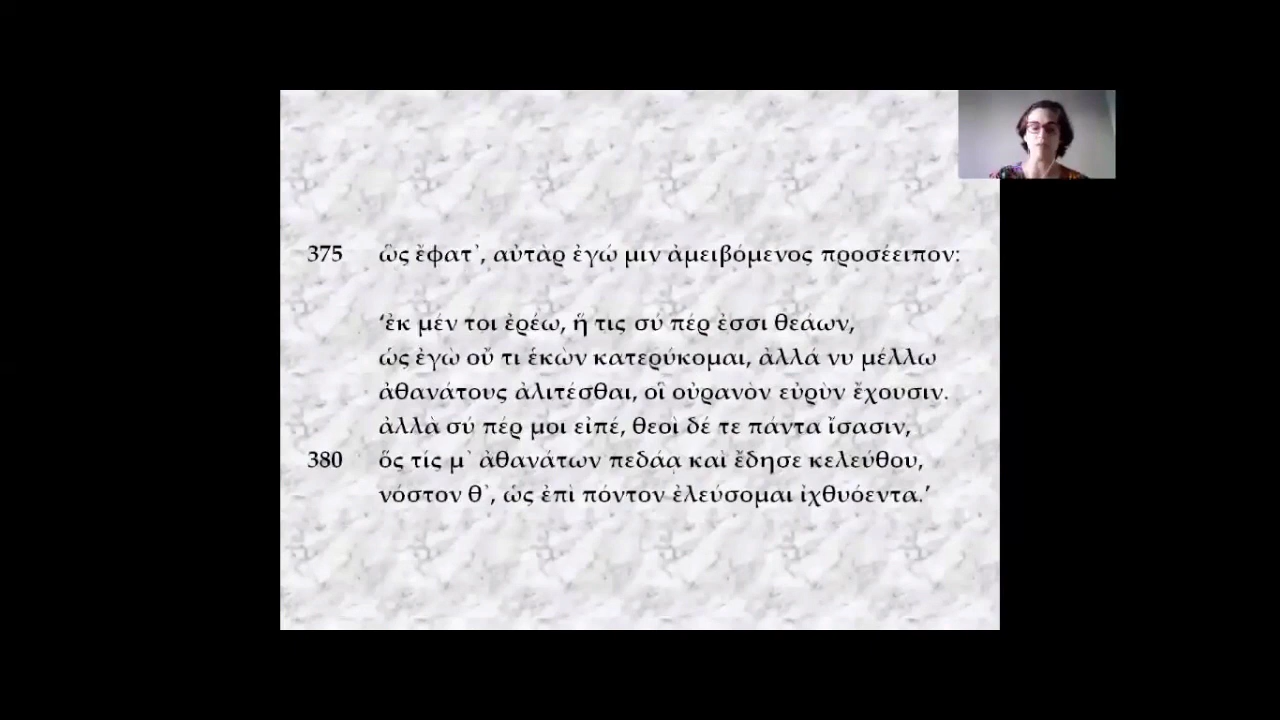 375 ὣς ἔφατ᾽, αὐτὰρ ἐγώ μιν ἀμειβόμενος προσέειπον:
‘ἐκ μέν τοι ἐρέω, ἥ τις σύ πέρ ἐσσι θεάων,
ὡς ἐγὼ οὔ τι ἑκὼν κατερύκομαι, ἀλλά νυ μέλλω
ἀθανάτους ἀλιτέσθαι, οἳ οὐρανὸν εὐρὺν ἔχουσιν.
ἀλλὰ σύ πέρ μοι εἰπέ, θεοὶ δέ τε πάντα ἴσασιν,
380 ὅς τίς μ᾽ ἀθανάτων πεδάᾳ καὶ ἔδησε κελεύθου,
νόστον θ᾽, ὡς ἐπὶ πόντον ἐλεύσομαι ἰχθυόεντα.’